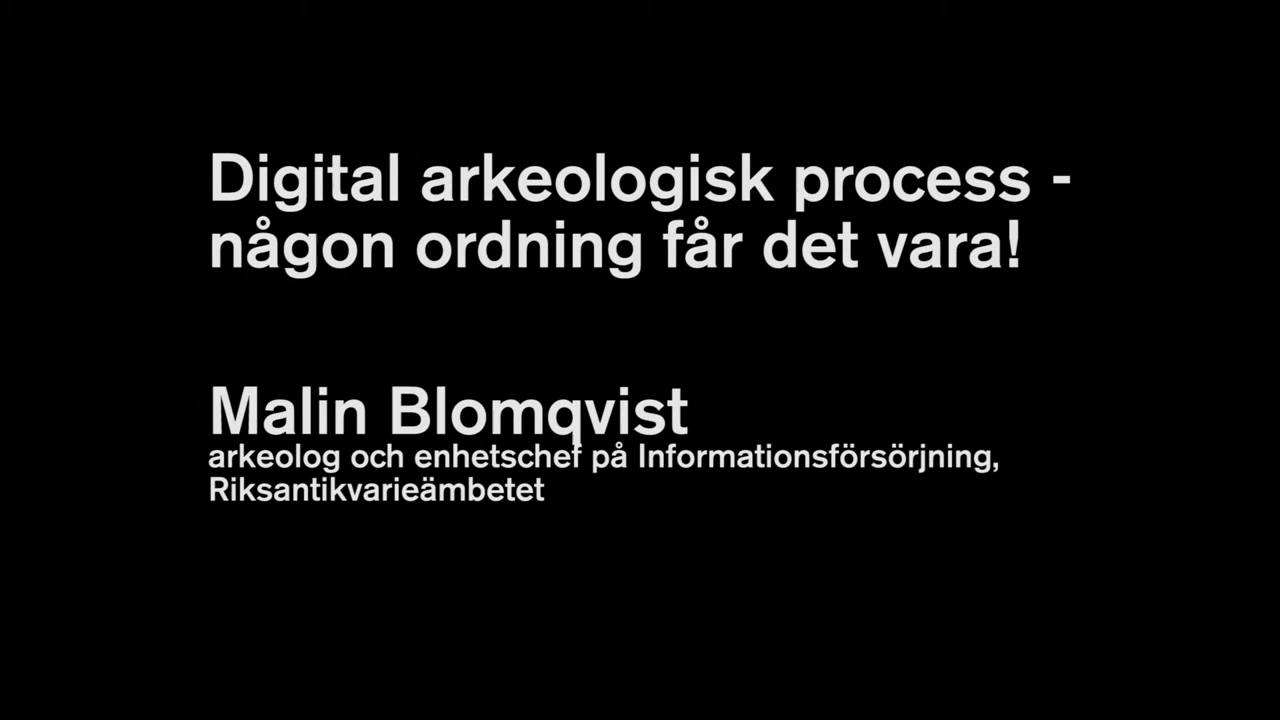 Digital arkeologisk process -
någon ordning får det vara!
Malin Blomqvist
arkeolog och enhetschef på Informationsförsörjning,
Riksantikvarieämbetet